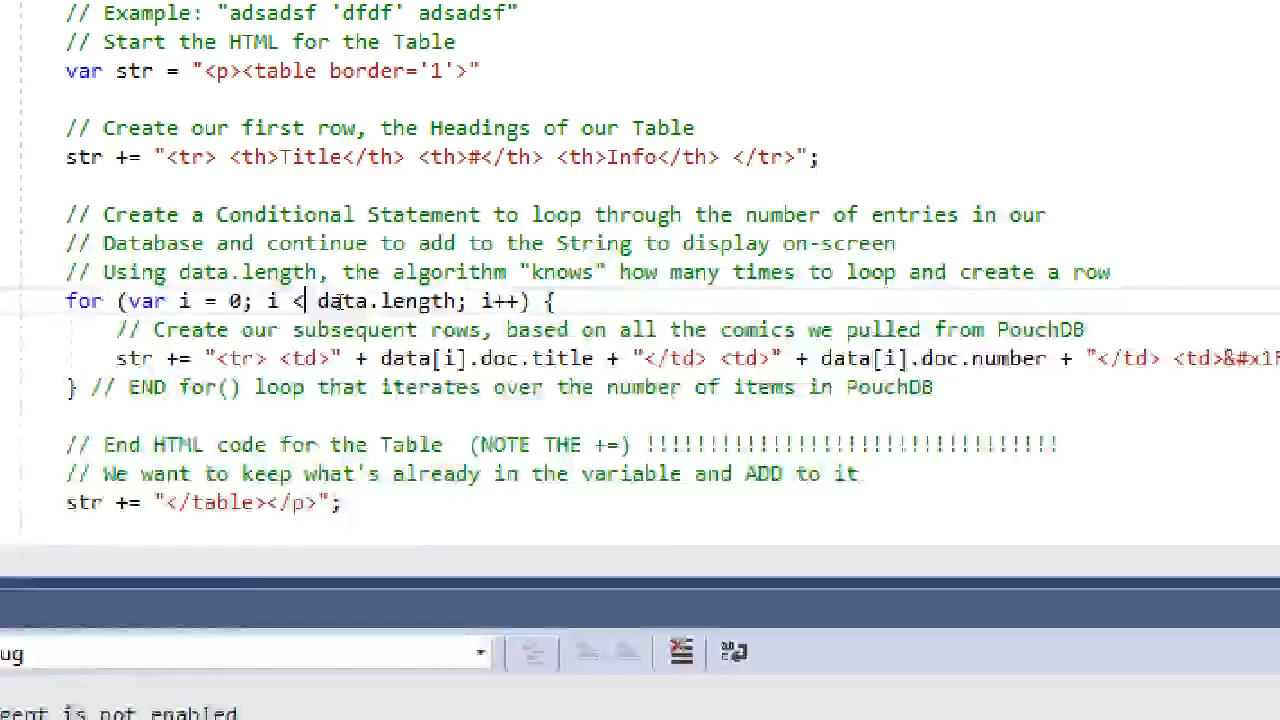 // Example: "adsadsf 'dfdf' adsadsf"
// Start the HTML for the Table
var str = "<p><table border='1'>"
// Create our first row, the Headings of our Table
str += "<tr> <th>Title</th> <th>#</th> <th>Info</th> </tr>";
// Create a Conditional Statement to loop through the number of entries in our
// Database and continue to add to the String to display on-screen
// Using data.length, the algorithm "knows" how many times to loop and create a row
for (var i = 0; i < data.length; i++) {
// Create our subsequent rows, based on all the comics we pulled from PouchDB
str += "<tr> <td>" + data[i].doc.title + "</td> <td>" + data[i].doc.number + "</td> <td>&#x1F
} // END for() loop that iterates over the number of items in PouchDB
// End HTML code for the Table (NOTE THE +=) !!!!!!!!!!!!!!!!!!!!!!!!!!!!!!!!!
// We want to keep what's already in the variable and ADD to it
str += "</table></p>";
ug
gent is not enabled